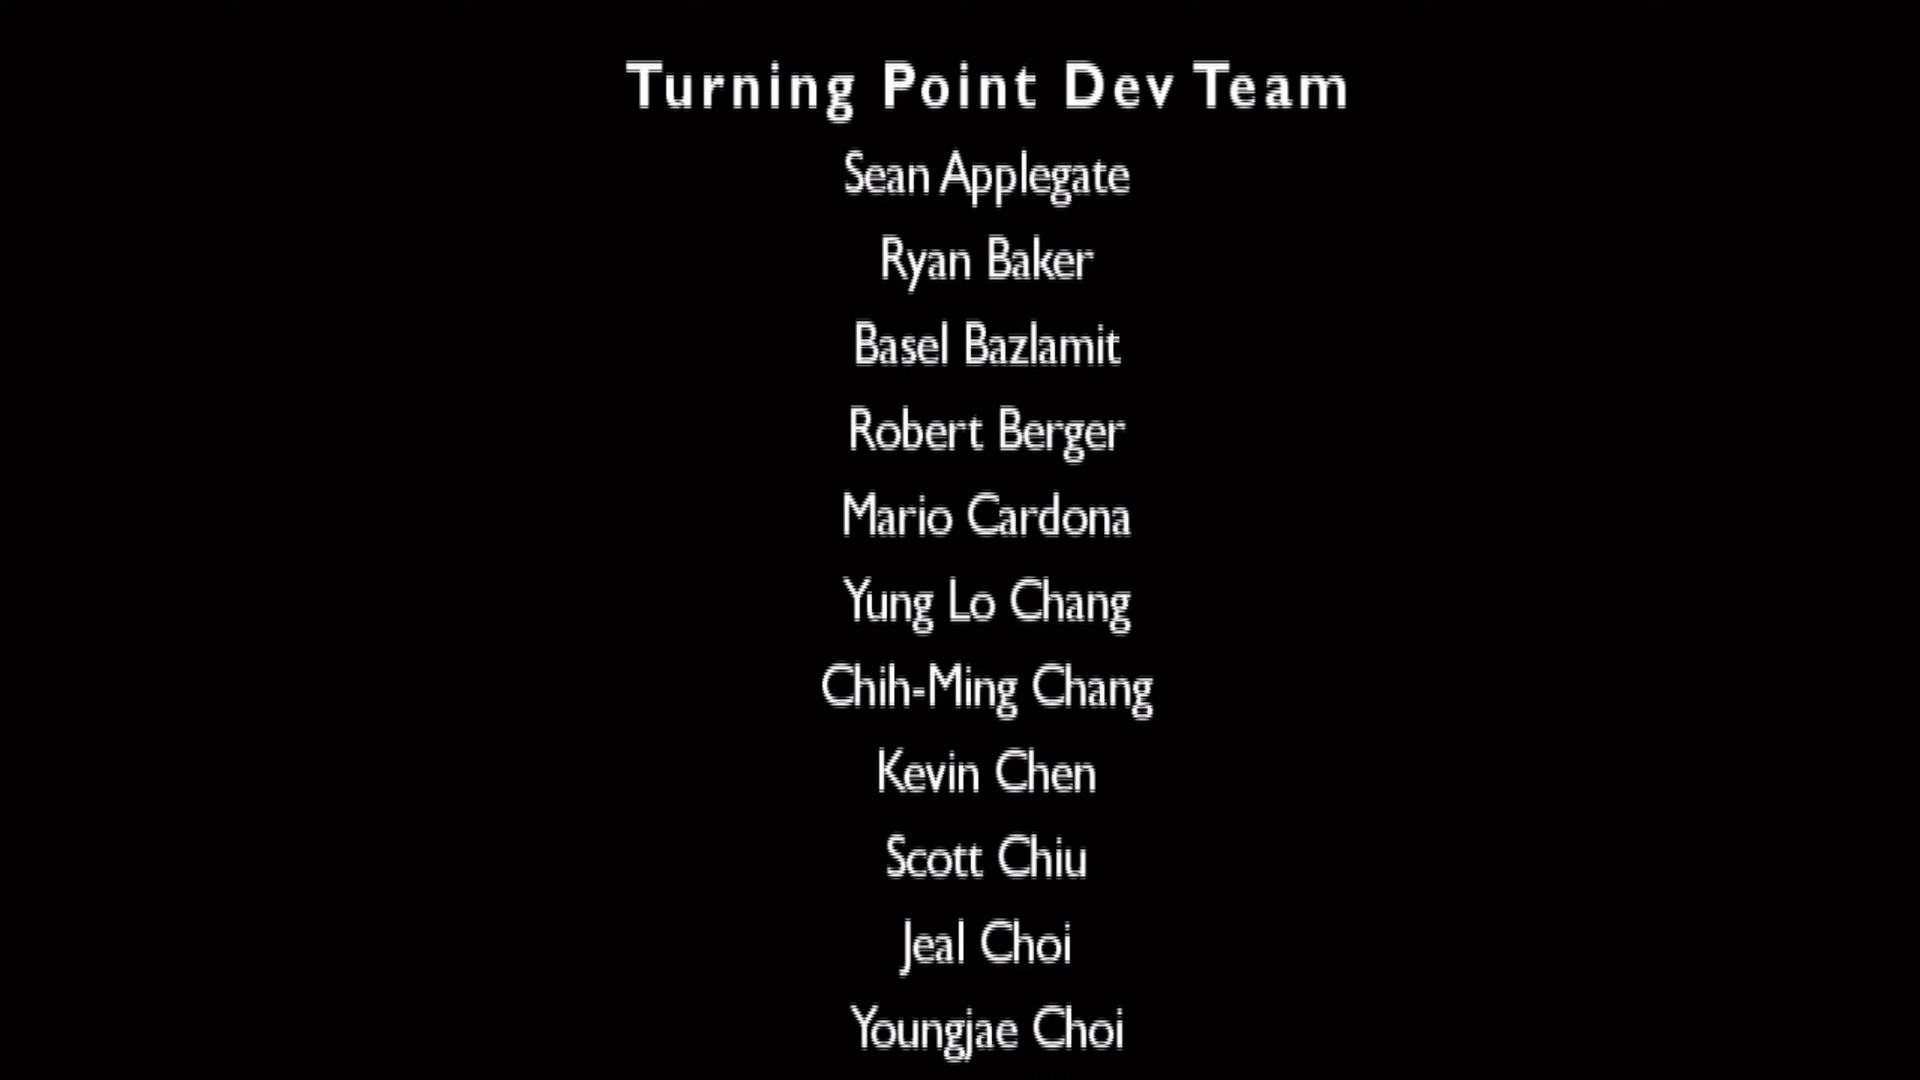 Turning Point Dev Team
Sean Applegate
Ryan Baker
Basel Bazlamit
Robert Berger
Mario Cardona
Yung Lo Chang
Chih-Ming Chang
Kevin Chen
Scott Chiu
Jeal Choi
Youngjae Choi